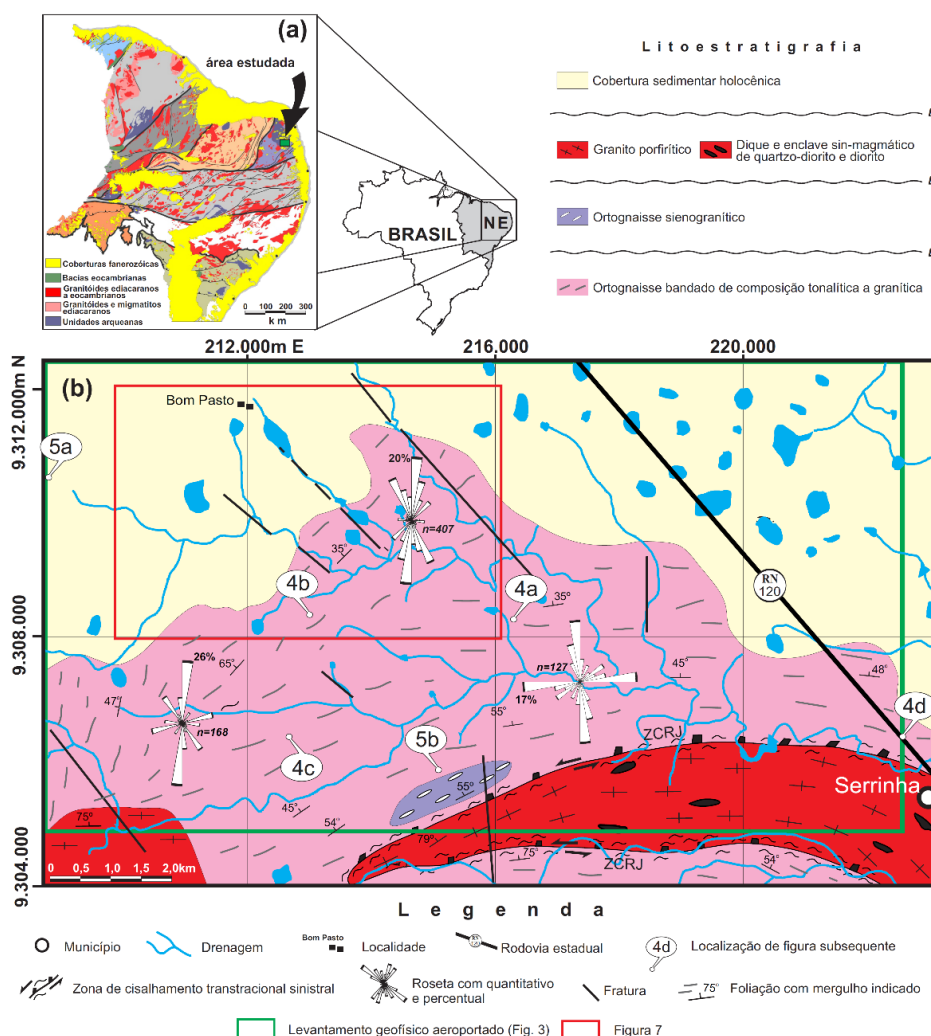 (a)
área estudada
Coberturas fanerozóicas
Bacias eocambrianas
Granitóides ediacaranos
a eocambrianos
Granitóides e migmatitos
ediacaranos
Unidades arqueanas
0 100 200 300
k m
BRASIL
NE
Litoestratigrafia
Cobertura sedimentar holocênica
Granito porfirítico
Dique e enclave sin-magmático
de quartzo-diorito e diorito
Ortognaisse sienogranítico
Ortognaisse bandado de composição tonalítica a granítica
212.000m E
216.000
220.000
9.312.000m N
9.308.000
9.304.000
(b)
Bom Pasto
5a
20%
n=407
35°
4b
4a
35°
RN
120
26%
65°
47°
n=168
n=127
17%
45°
48°
55°
4d
4c
5b
ZCRJ
55°
Serrinha
75°
45°
54°
79°
75°
ZCRJ
54°
0 0,5 1,0 1,5 2,0km
Legenda
Município
Drenagem
Bom Pasto
Localidade
Rodovia estadual
4d
Localização de figura subsequente
Zona de cisalhamento transtracional sinistral
Roseta com quantitativo
e percentual
Fratura
75°
Foliação com mergulho indicado
Levantamento geofísico aeroportado (Fig. 3)
Figura 7